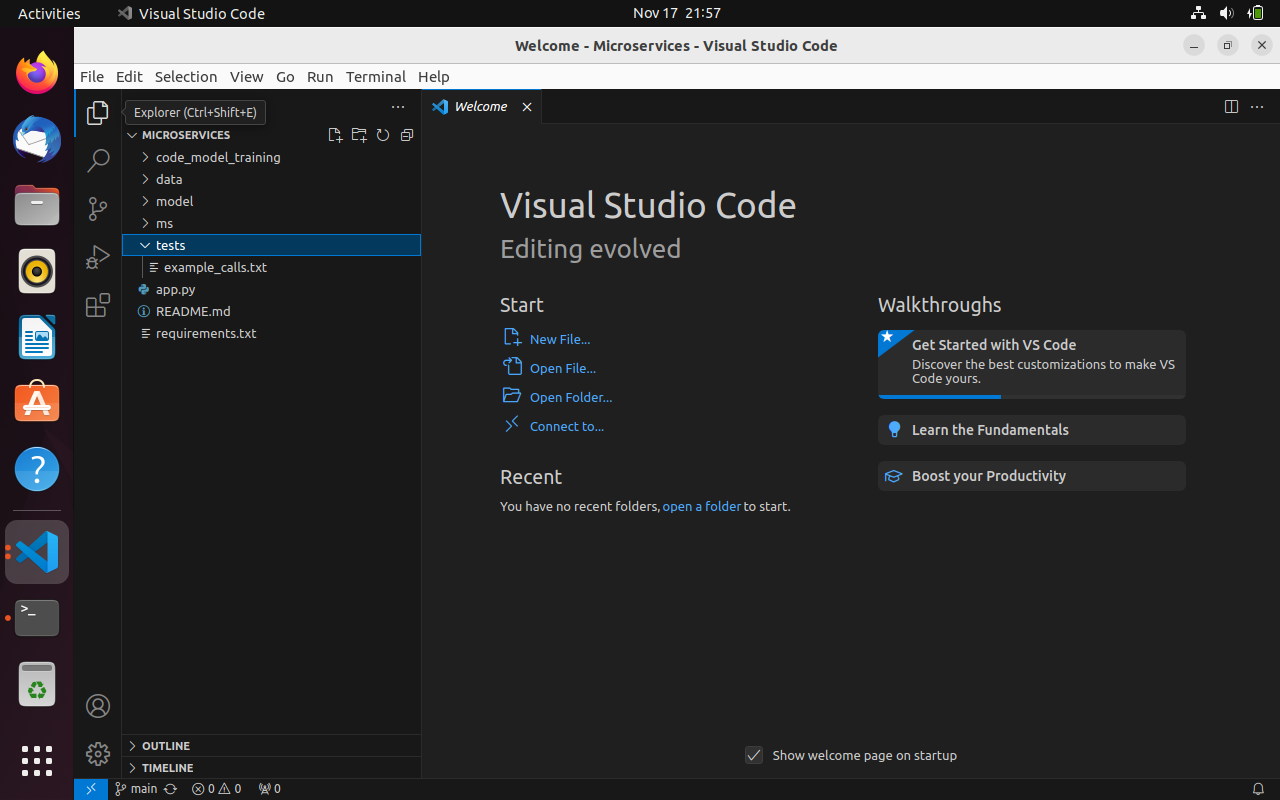 Activities
Visual Studio Code
Nov 17 21:57
Welcome - Microservices - Visual Studio Code
File Edit Selection View Go Run Terminal Help
Explorer (Ctrl+Shift+E)
Welcome
MICROSERVICES
code_model_training
data
model
ms
tests
example_calls.txt
app.py
README.md
requirements.txt
OUTLINE
TIMELINE
Visual Studio Code
Editing evolved
Start
New File...
Open File...
Open Folder...
Connect to...
Recent
You have no recent folders, open a folder to start.
Walkthroughs
Get Started with VS Code
Discover the best customizations to make VS
Code yours.
Learn the Fundamentals
Boost your Productivity
Show welcome page on startup
main 0 0 0